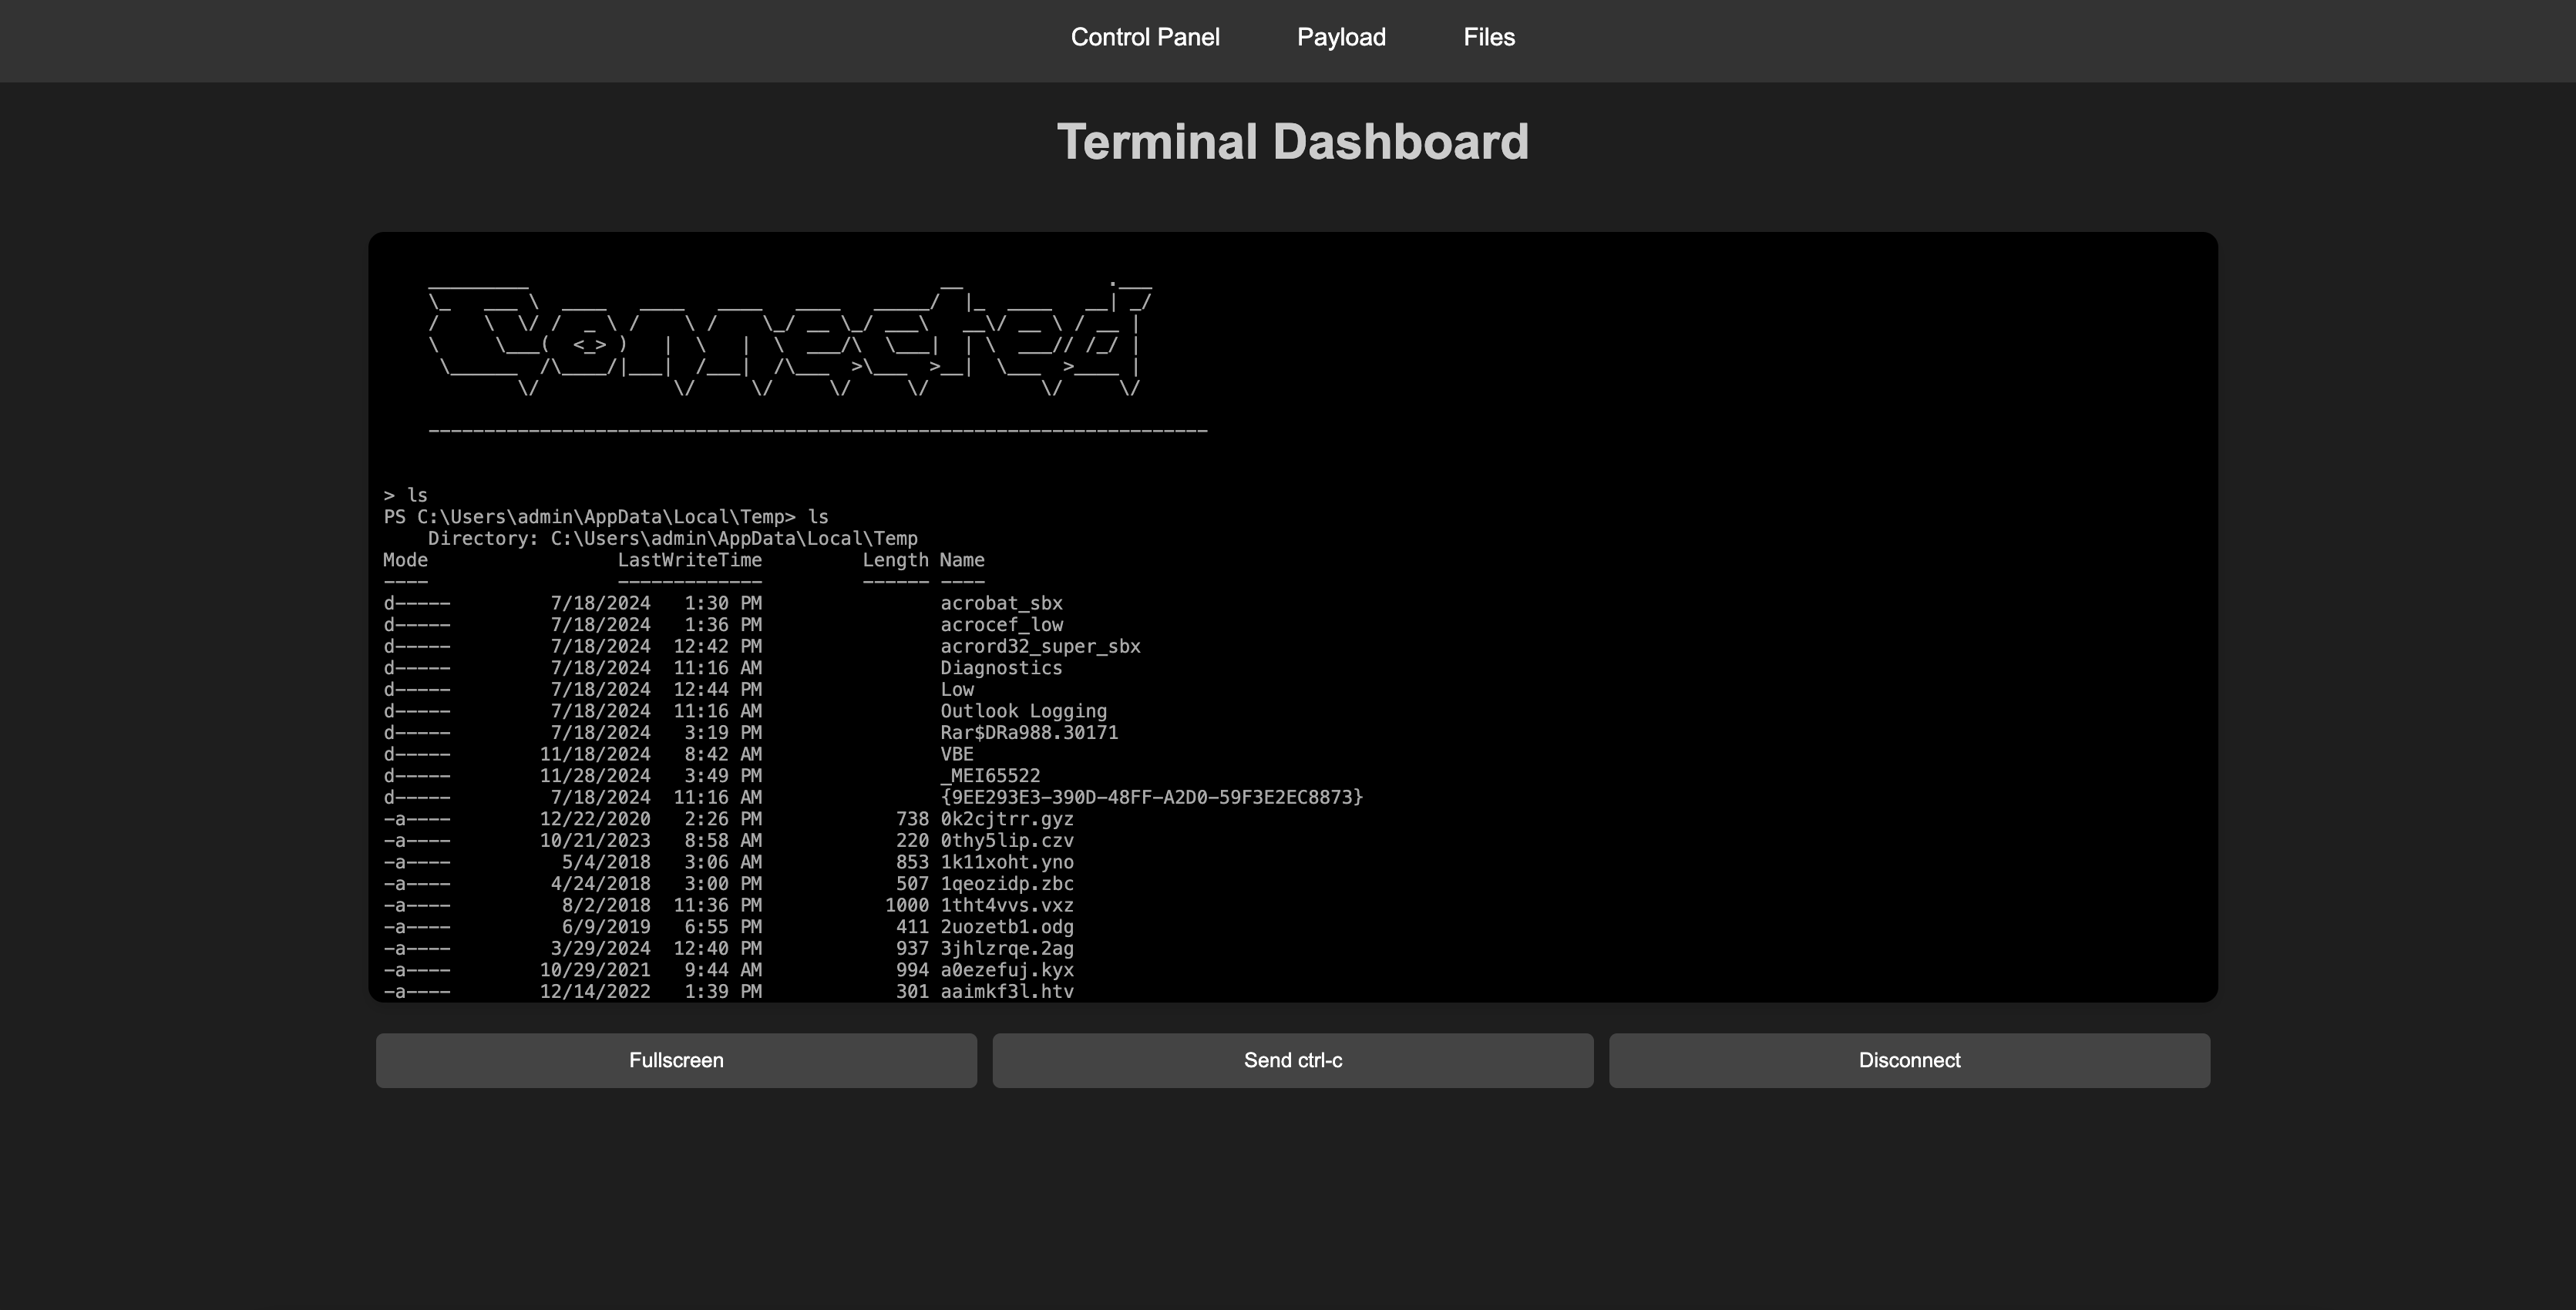 Control Panel Payload Files
Terminal Dashboard
Connected
-----------------------------------------------------------------------
> ls
PS C:\Users\admin\AppData\Local\Temp> ls
Directory: C:\Users\admin\AppData\Local\Temp
Mode LastWriteTime Length Name
---- ------------- ------ ----
d----- 7/18/2024 1:30 PM acrobat_sbx
d----- 7/18/2024 1:36 PM acrocef_low
d----- 7/18/2024 12:42 PM acrord32_super_sbx
d----- 7/18/2024 11:16 AM Diagnostics
d----- 7/18/2024 12:44 PM Low
d----- 7/18/2024 11:16 AM Outlook Logging
d----- 7/18/2024 3:19 PM Rar$DRa988.30171
d----- 11/18/2024 8:42 AM VBE
d----- 11/28/2024 3:49 PM _MEI65522
d----- 7/18/2024 11:16 AM {9EE293E3-390D-48FF-A2D0-59F3E2EC8873}
-a---- 12/22/2020 2:26 PM 738 0k2cjtrr.gyz
-a---- 10/21/2023 8:58 AM 220 0thy5lip.czv
-a---- 5/4/2018 3:06 AM 853 1k11xoht.yno
-a---- 4/24/2018 3:00 PM 507 1qeozidp.zbc
-a---- 8/2/2018 11:36 PM 1000 1tht4vvs.vxz
-a---- 6/9/2019 6:55 PM 411 2uozetb1.odg
-a---- 3/29/2024 12:40 PM 937 3jhlzrqe.2ag
-a---- 10/29/2021 9:44 AM 994 a0ezefuj.kyx
-a---- 12/14/2022 1:39 PM 301 aaimkf3l.htv
Fullscreen Send ctrl-c Disconnect